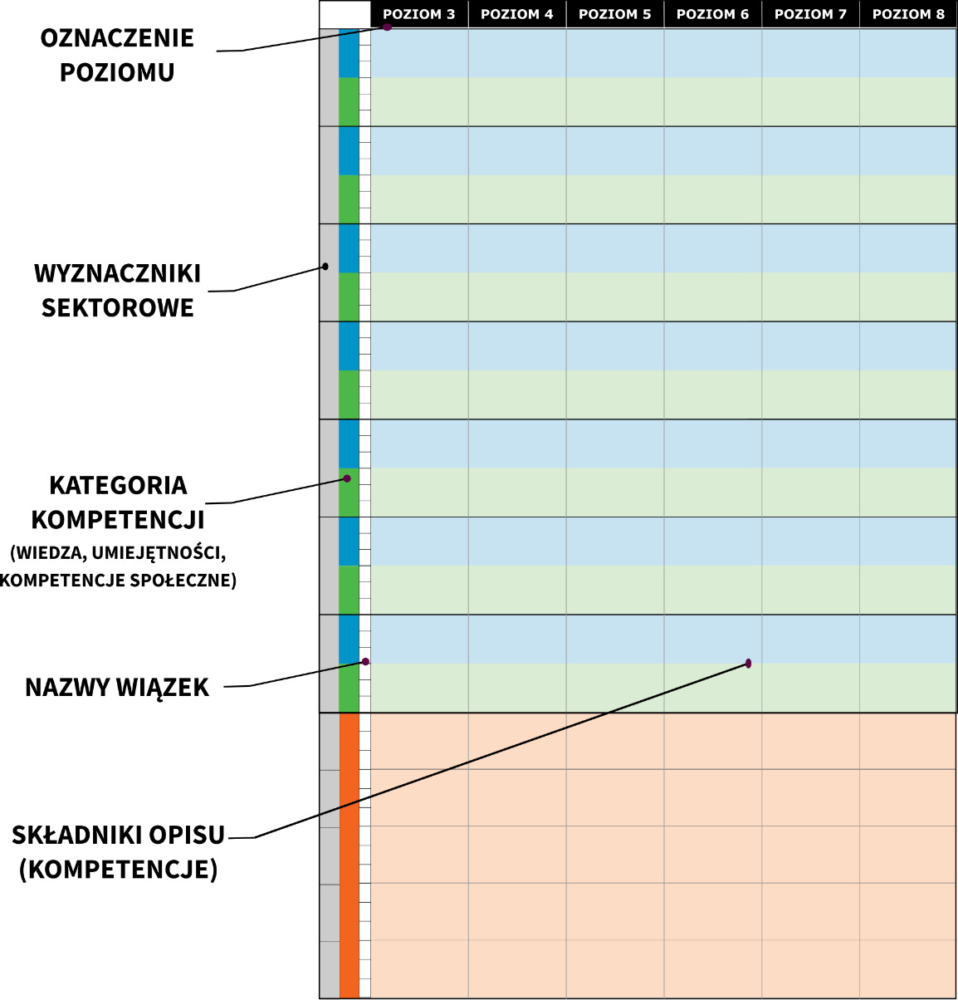 POZIOM 3 POZIOM 4 POZIOM 5 POZIOM 6 POZIOM 7 POZIOM 8
OZNACZENIE
POZIOMU
WYZNACZNIKI
SEKTOROWE
KATEGORIA
KOMPETENCJI
(WIEDZA, UMIEJĘTNOŚCI,
KOMPETENCJE SPOŁECZNE)
NAZWY WIĄZEK
SKŁADNIKI OPISU
(KOMPETENCJE)